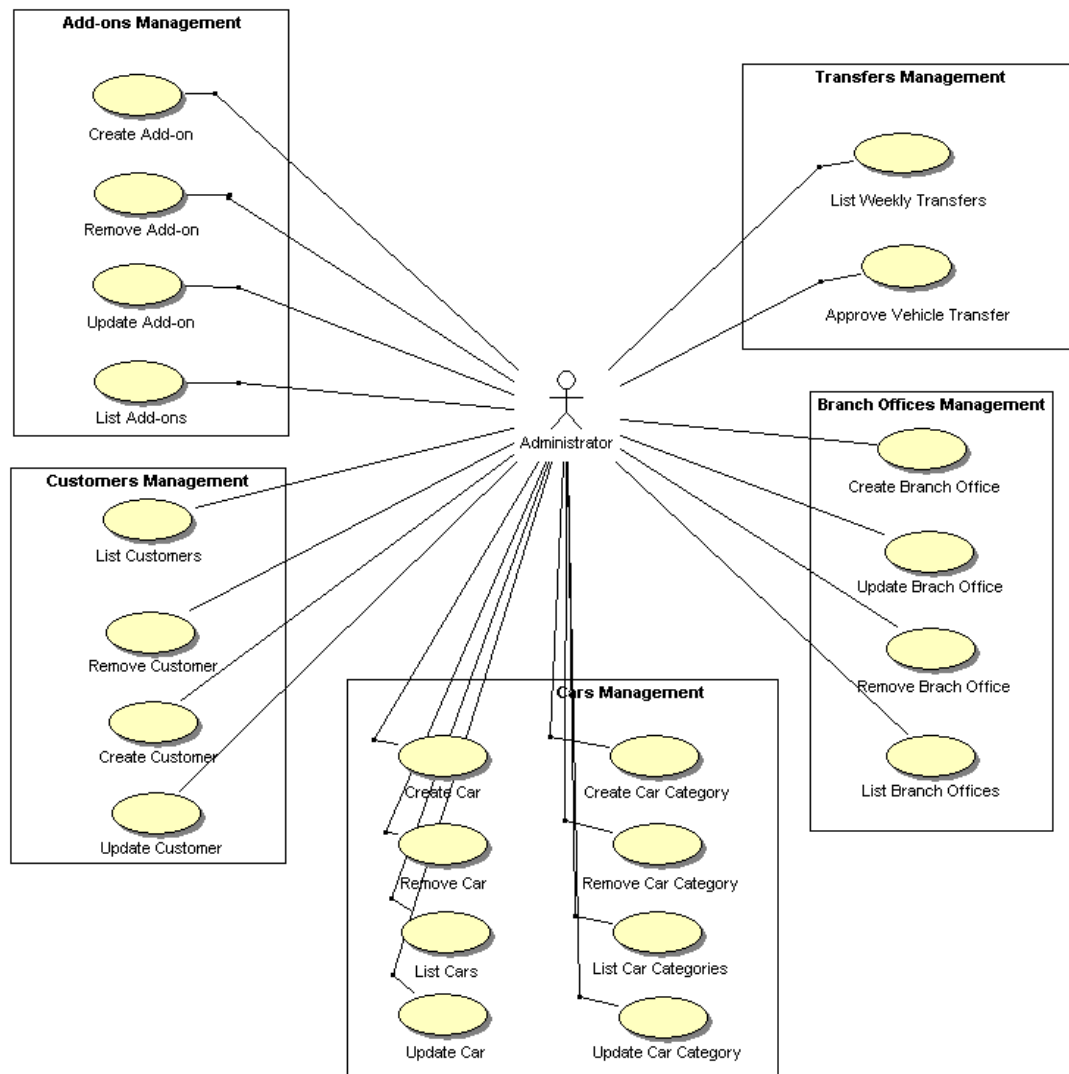 Add-ons Management
Create Add-on
Remove Add-on
Update Add-on
List Add-ons
Transfers Management
List Weekly Transfers
Approve Vehicle Transfer
Administrator
Branch Offices Management
Create Branch Office
Update Brach Office
Remove Brach Office
List Branch Offices
Customers Management
List Customers
Remove Customer
Create Customer
Update Customer
Cars Management
Create Car
Remove Car
List Cars
Update Car
Create Car Category
Remove Car Category
List Car Categories
Update Car Category